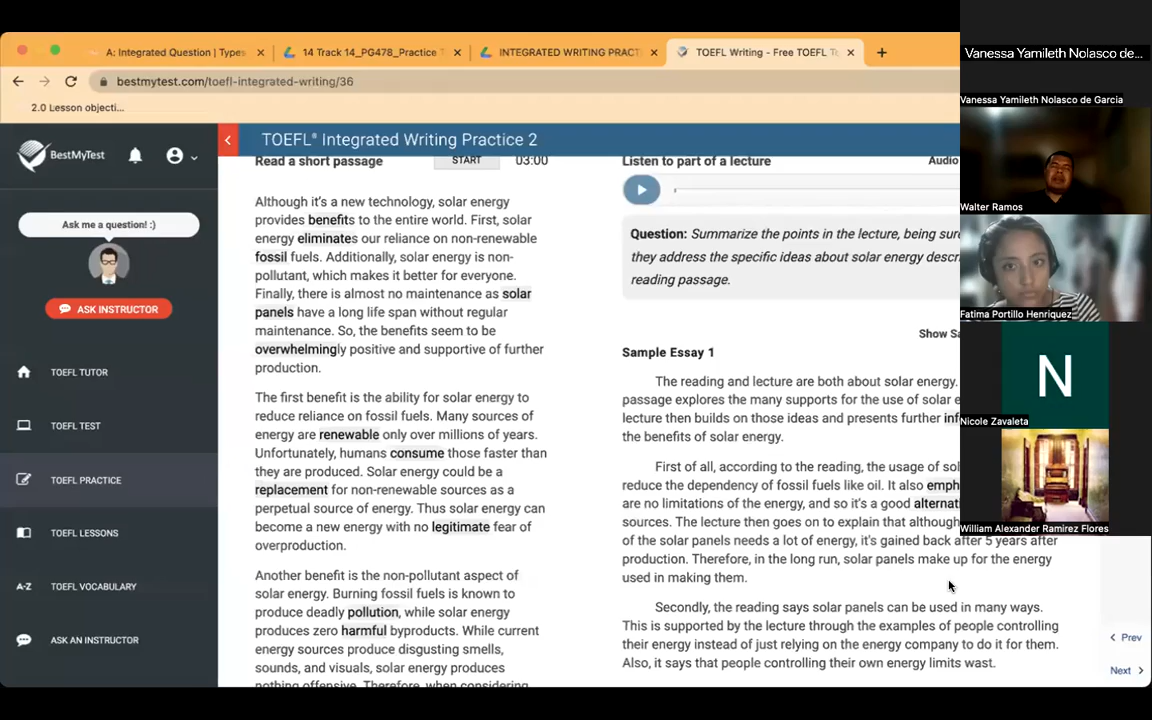 Vanessa Yamileth Nolasco de...
A: Integrated Question | Types
14 Track 14_PG478_Practice T
INTEGRATED WRITING PRACT
TOEFL Writing - Free TOEFL T
bestmytest.com/toefl-integrated-writing/36
2.0 Lesson objecti...
BestMyTest
Ask me a question! :)
ASK INSTRUCTOR
TOEFL TUTOR
TOEFL TEST
TOEFL PRACTICE
TOEFL LESSONS
A-Z TOEFL VOCABULARY
ASK AN INSTRUCTOR
TOEFL® Integrated Writing Practice 2
Read a short passage START 03:00
Although it's a new technology, solar energy
provides benefits to the entire world. First, solar
energy eliminates our reliance on non-renewable
fossil fuels. Additionally, solar energy is non-
pollutant, which makes it better for everyone.
Finally, there is almost no maintenance as solar
panels have a long life span without regular
maintenance. So, the benefits seem to be
overwhelmingly positive and supportive of further
production.
The first benefit is the ability for solar energy to
reduce reliance on fossil fuels. Many sources of
energy are renewable only over millions of years.
Unfortunately, humans consume those faster than
they are produced. Solar energy could be a
replacement for non-renewable sources as a
perpetual source of energy. Thus solar energy can
become a new energy with no legitimate fear of
overproduction.
Another benefit is the non-pollutant aspect of
solar energy. Burning fossil fuels is known to
produce deadly pollution, while solar energy
produces zero harmful byproducts. While current
energy sources produce disgusting smells,
sounds, and visuals, solar energy produces
nothing offensive. Therefore, when considering
Listen to part of a lecture Audio
Question: Summarize the points in the lecture, being sure
they address the specific ideas about solar energy descri
reading passage.
Show Sa
Sample Essay 1
The reading and lecture are both about solar energy.
passage explores the many supports for the use of solar e
lecture then builds on those ideas and presents further inf
the benefits of solar energy.
First of all, according to the reading, the usage of sol
reduce the dependency of fossil fuels like oil. It also emph
are no limitations of the energy, and so it's a good alternati
sources. The lecture then goes on to explain that although
of the solar panels needs a lot of energy, it's gained back after 5 years after
production. Therefore, in the long run, solar panels make up for the energy
used in making them.
Secondly, the reading says solar panels can be used in many ways.
This is supported by the lecture through the examples of people controlling
their energy instead of just relying on the energy company to do it for them.
Also, it says that people controlling their own energy limits wast.
Prev
Next
Vanessa Yamileth Nolasco de Garcia
Walter Ramos
Fatima Portillo Henriquez
N
Nicole Zavaleta
William Alexander Ramirez Flores